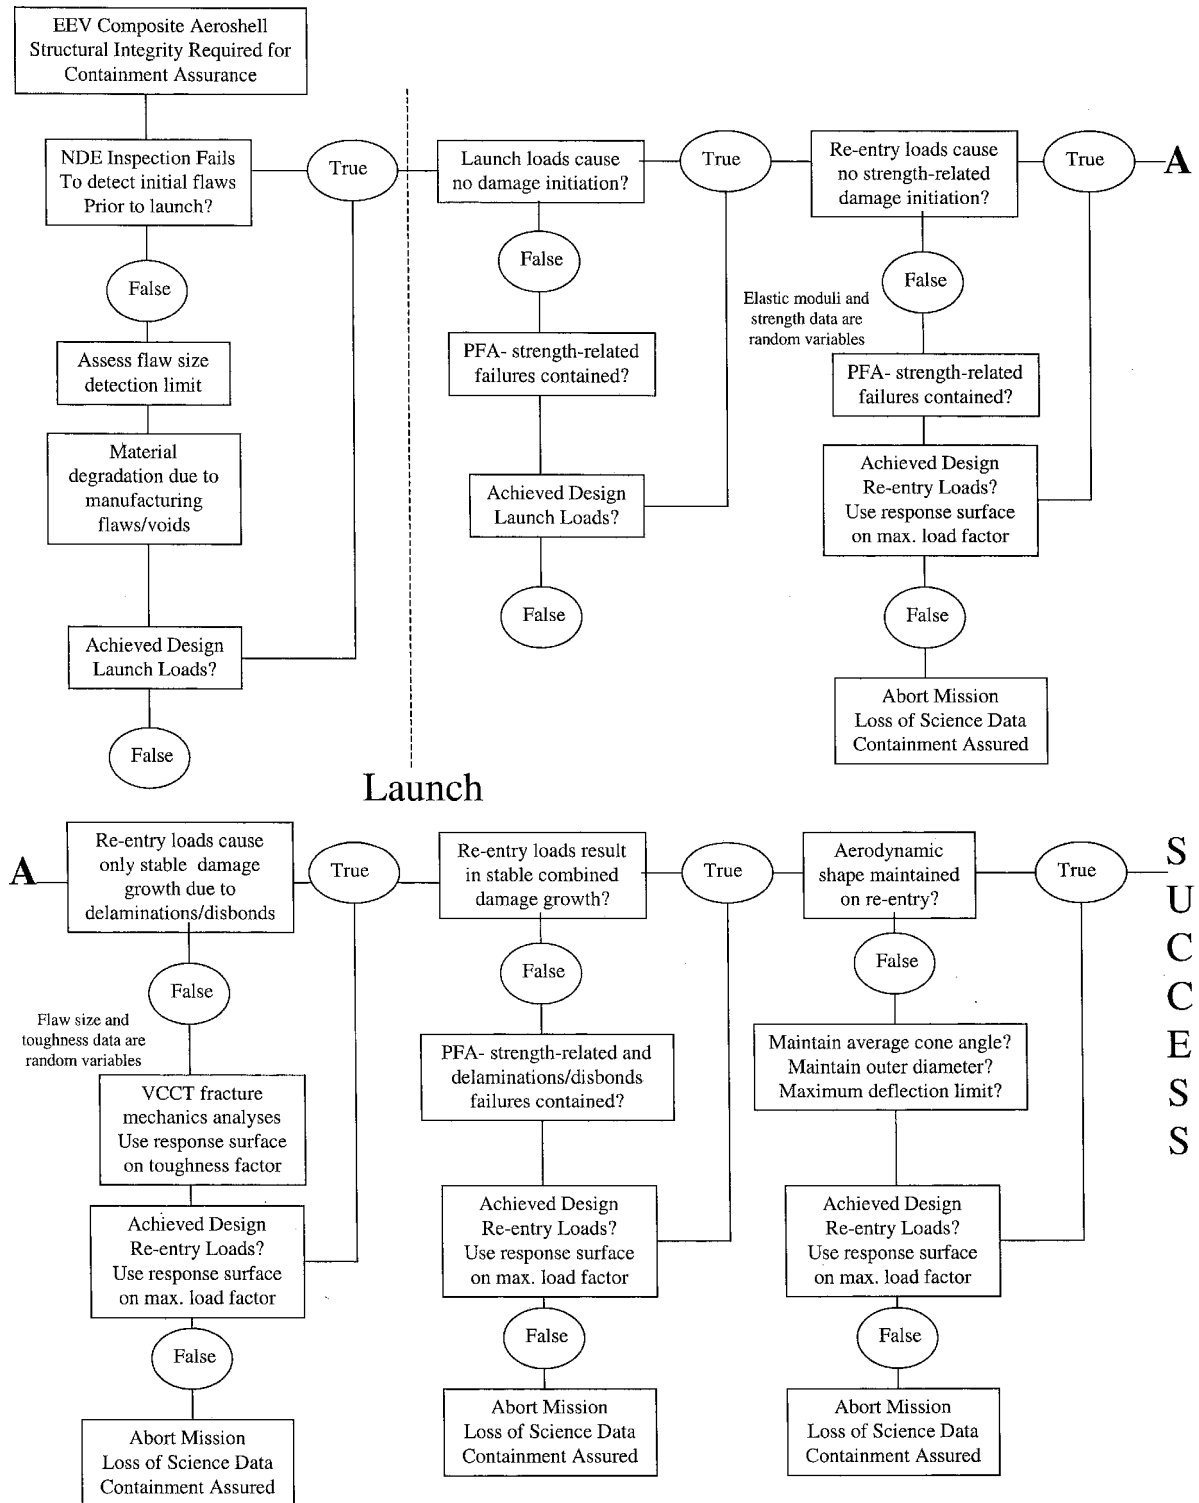 EEV Composite Aeroshell
Structural Integrity Required for
Containment Assurance
NDE Inspection Fails
To detect initial flaws
Prior to launch?
True
False
Assess flaw size
detection limit
Material
degradation due to
manufacturing
flaws/voids
Achieved Design
Launch Loads?
False
Launch loads cause
no damage initiation?
True
False
PFA- strength-related
failures contained?
Achieved Design
Launch Loads?
False
Re-entry loads cause
no strength-related
damage initiation?
True
A
False
Elastic moduli and
strength data are
random variables
PFA- strength-related
failures contained?
Achieved Design
Re-entry Loads?
Use response surface
on max. load factor
False
Abort Mission
Loss of Science Data
Containment Assured
Launch
A
Re-entry loads cause
only stable damage
growth due to
delaminations/disbonds
True
False
Flaw size and
toughness data are
random variables
VCCT fracture
mechanics analyses
Use response surface
on toughness factor
Achieved Design
Re-entry Loads?
Use response surface
on max. load factor
False
Abort Mission
Loss of Science Data
Containment Assured
Re-entry loads result
in stable combined
damage growth?
True
False
PFA- strength-related and
delaminations/disbonds
failures contained?
Achieved Design
Re-entry Loads?
Use response surface
on max. load factor
False
Abort Mission
Loss of Science Data
Containment Assured
Aerodynamic
shape maintained
on re-entry?
True
False
Maintain average cone angle?
Maintain outer diameter?
Maximum deflection limit?
Achieved Design
Re-entry Loads?
Use response surface
on max. load factor
False
Abort Mission
Loss of Science Data
Containment Assured
S
U
C
C
E
S
S